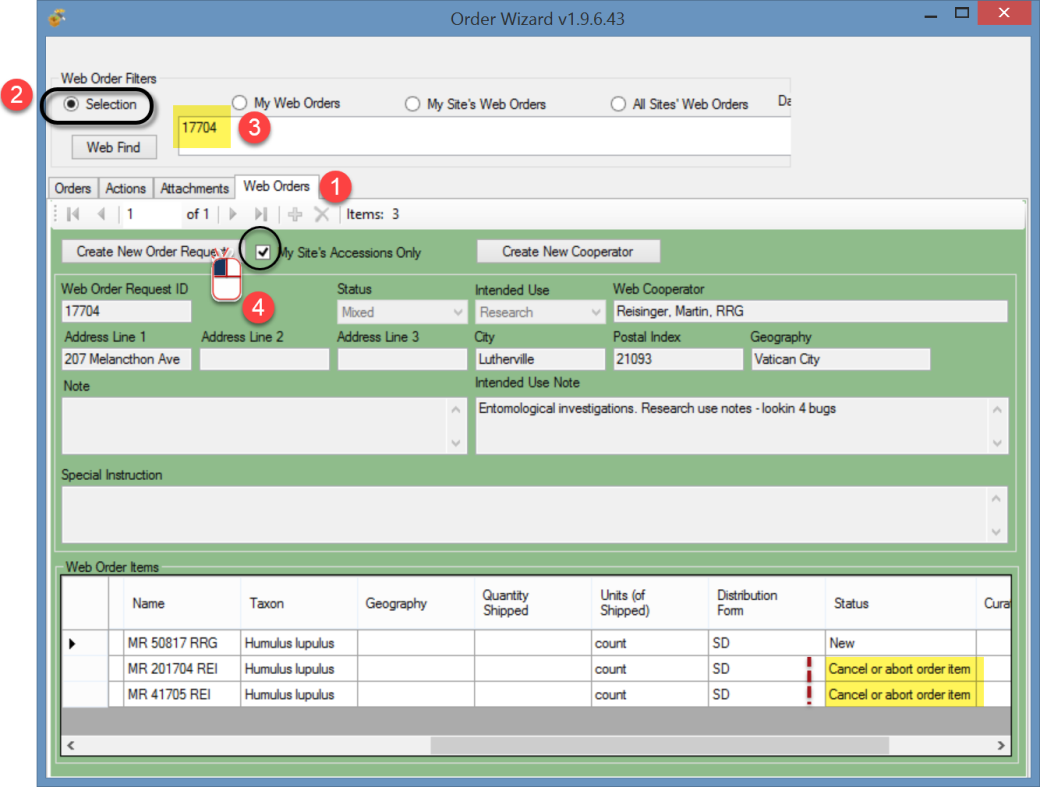 Order Wizard v1.9.6.43
Web Order Filters
2
Selection
My Web Orders
My Site's Web Orders
All Sites' Web Orders
Da
17704
3
Web Find
Orders
Actions
Attachments
Web Orders
1
1 of 1
Items: 3
Create New Order Request
My Site's Accessions Only
Create New Cooperator
4
Web Order Request ID
Status
Intended Use
Web Cooperator
17704
Mixed
Research
Reisinger, Martin, RRG
Address Line 1
Address Line 2
Address Line 3
City
Postal Index
Geography
207 Melancthon Ave
Lutherville
21093
Vatican City
Note
Intended Use Note
Entomological investigations. Research use notes - lookin 4 bugs
Special Instruction
Web Order Items
Name
Taxon
Geography
Quantity Shipped
Units (of Shipped)
Distribution Form
Status
Cura
MR 50817 RRG Humulus lupulus count SD New
MR 201704 REI Humulus lupulus count SD Cancel or abort order item
MR 41705 REI Humulus lupulus count SD Cancel or abort order item